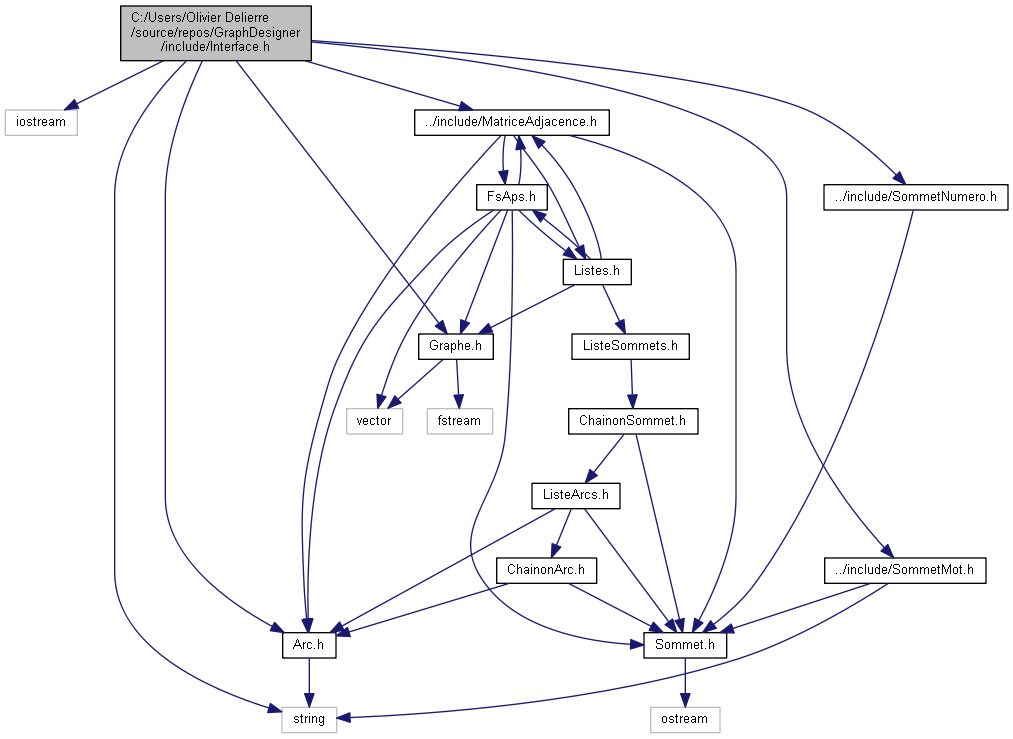 C:/Users/Olivier Delierre
/source/repos/GraphDesigner
/include/Interface.h
iostream
../include/MatriceAdjacence.h
FsAps.h
../include/SommetNumero.h
Listes.h
Graphe.h
ListeSommets.h
vector
fstream
ChainonSommet.h
ListeArcs.h
ChainonArc.h
../include/SommetMot.h
Arc.h
Sommet.h
string
ostream